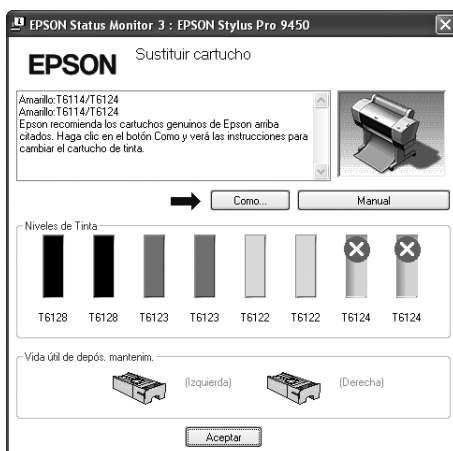 EPSON Status Monitor 3 : EPSON Stylus Pro 9450
EPSON
Sustituir cartucho
Amarillo:T6114/T6124
Amarillo:T6114/T6124
Epson recomienda los cartuchos genuinos de Epson arriba
citados. Haga clic en el botón Como y verá las instrucciones para
cambiar el cartucho de tinta.
Como...
Manual
Niveles de Tinta
T6128 T6128 T6123 T6123 T6122 T6122 T6124 T6124
Vida útil de depós. mantenim.
(Izquierda) (Derecha)
Aceptar